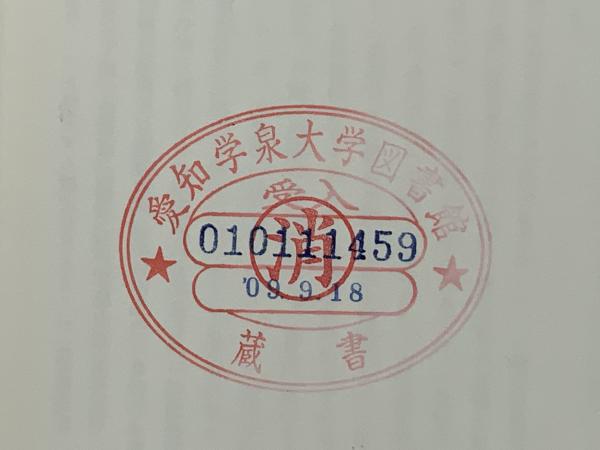 愛知学泉大学図書館
受入
010111459
消
'09.9.18
蔵書